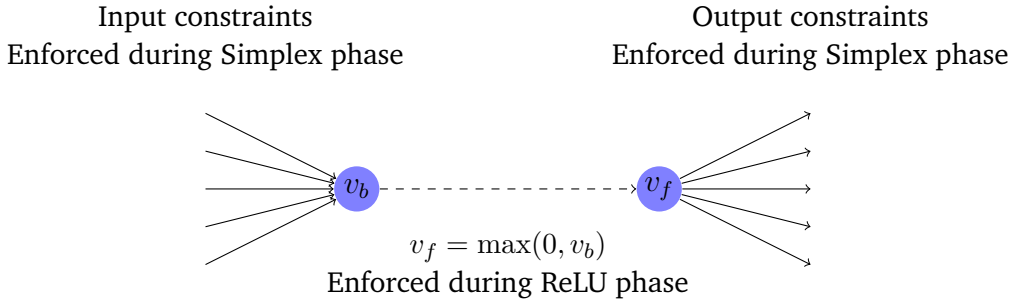 Input constraints
Enforced during Simplex phase
Output constraints
Enforced during Simplex phase
v_b
v_f
v_f = max(0, v_b)
Enforced during ReLU phase